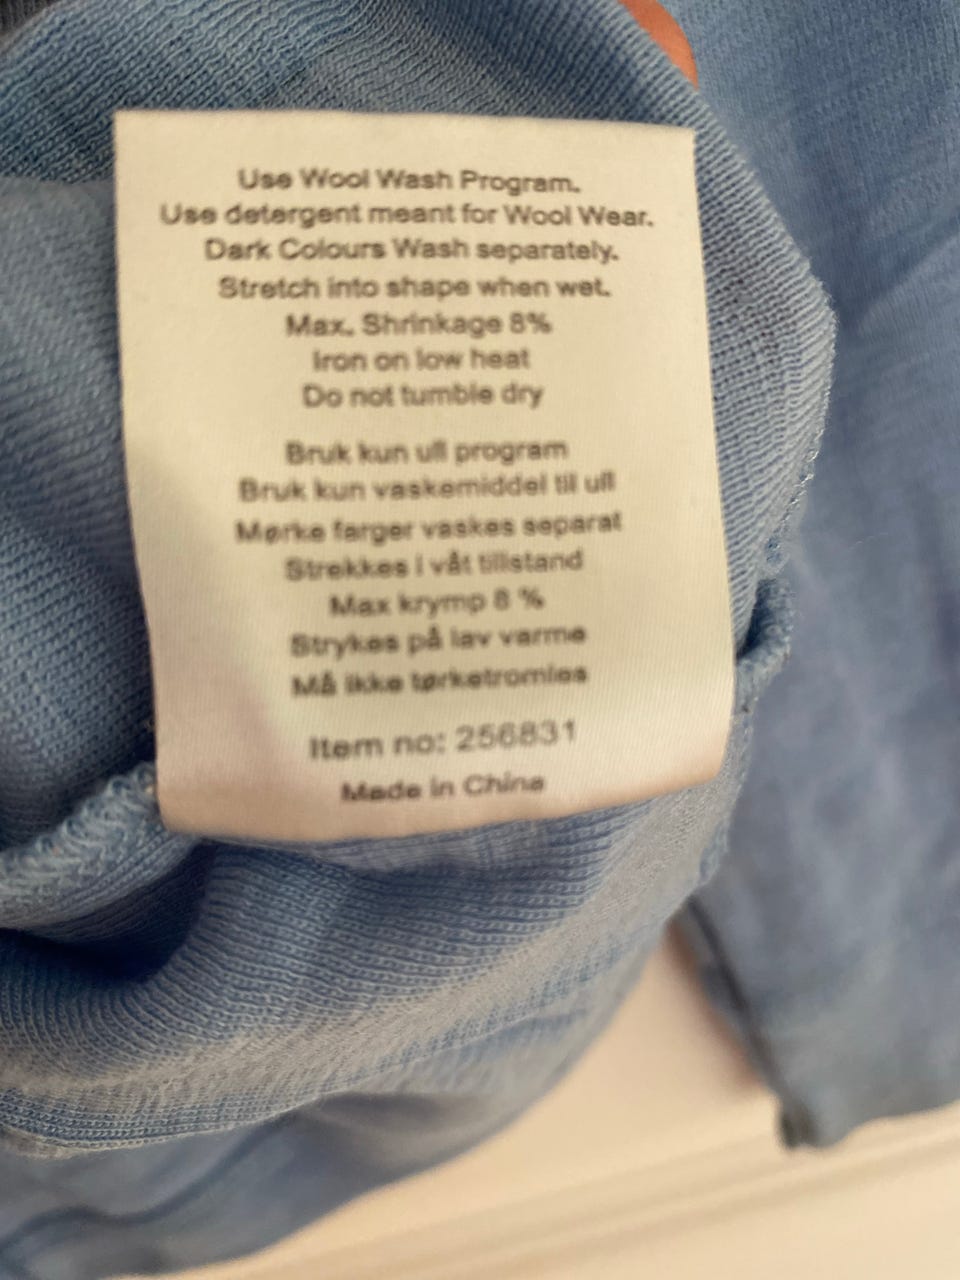 Use Wool Wash Program.
Use detergent meant for Wool Wear.
Dark Colours Wash separately.
Stretch into shape when wet.
Max. Shrinkage 8%
Iron on low heat
Do not tumble dry
Bruk kun ull program
Bruk kun vaskemiddel til ull
Mørke farger vaskes separat
Strekkes i våt tilstand
Max krymp 8 %
Strykes på lav varme
Må ikke tørketromles
Item no: 256831
Made in China